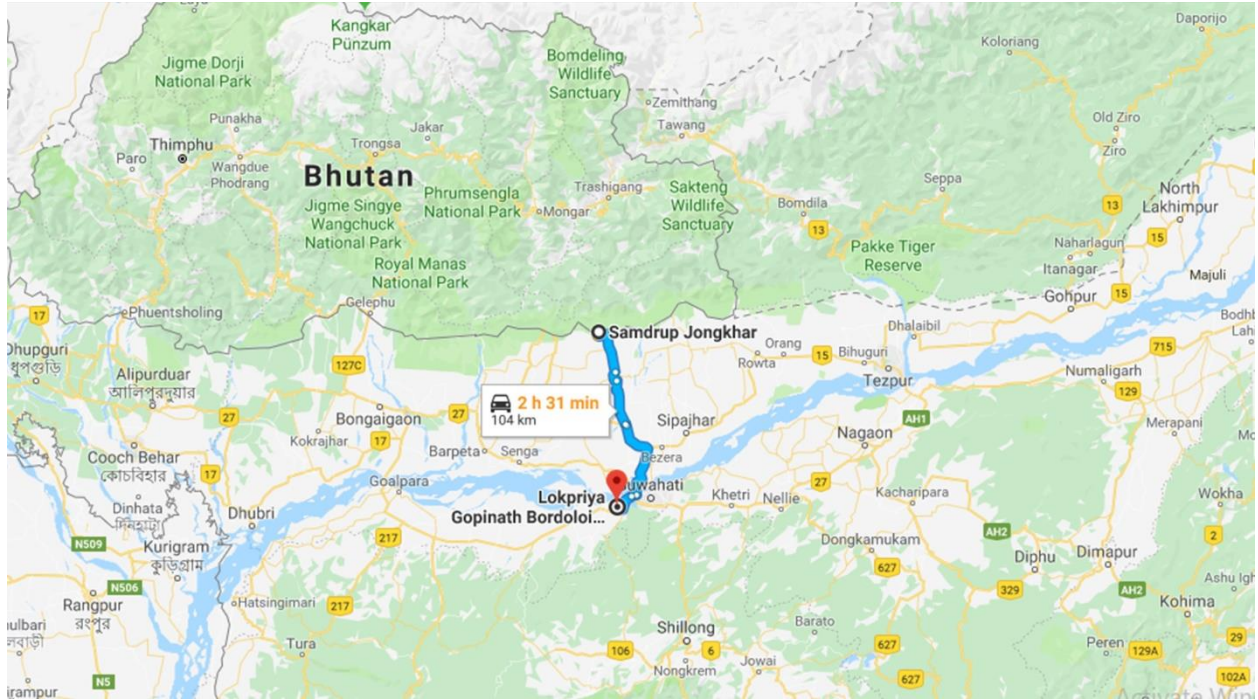 Laya
Kangkar
Pünzum
Daporijo
Koloriang
Jigme Dorji
National Park
Bomdeling
Wildlife
Sanctuary
Zemithang
Tawang
Punakha
Thimphu
Paro
Wangdue
Phodrang
Trongsa
Jakar
Old Ziro
Ziro
Bhutan
Phrumsengla
National Park
Mongar
Trashigang
Sakteng
Wildlife
Sanctuary
Seppa
Bomdila
13
13
North
Lakhimpur
Jigme Singye
Wangchuck
National Park
Royal Manas
National Park
Pakke Tiger
Reserve
Naharlagun
Itanagar
15
Majuli
Gelephu
Phuentsholing
17
Gohpur
15
Samdrup Jongkhar
Dhalaibil
Dhupguri
ধুপগুড়ি
Orang
Rowta
15
Bihuguri
Tezpur
715
127C
Alipurduar
আলিপুরদুয়ার
Numaligarh
129
2 h 31 min
104 km
27
Bongaigaon
27
Kokrajhar
17
Sipajhar
AH1
Nagaon
Merapani
Cooch Behar
কোচবিহার
17
Barpeta
Senga
Bezera
Goalpara
Lokpriya
Gopinath Bordoloi...
uwahati
Khetri
Nellie
27
Kacharipara
Wokha
Dinhata
দিনহাটা
Dhubri
217
N509
Kurigram
কুড়িগ্রাম
Dongkamukam
AH2
Diphu
Dimapur
2
627
N506
Rangpur
রংপুর
Hatsingimari
217
329
AH2
Kohima
Tura
Shillong
106
6
Nongkrem
Jowai
Barato
627
627
Peren
129A
29
102A
N5